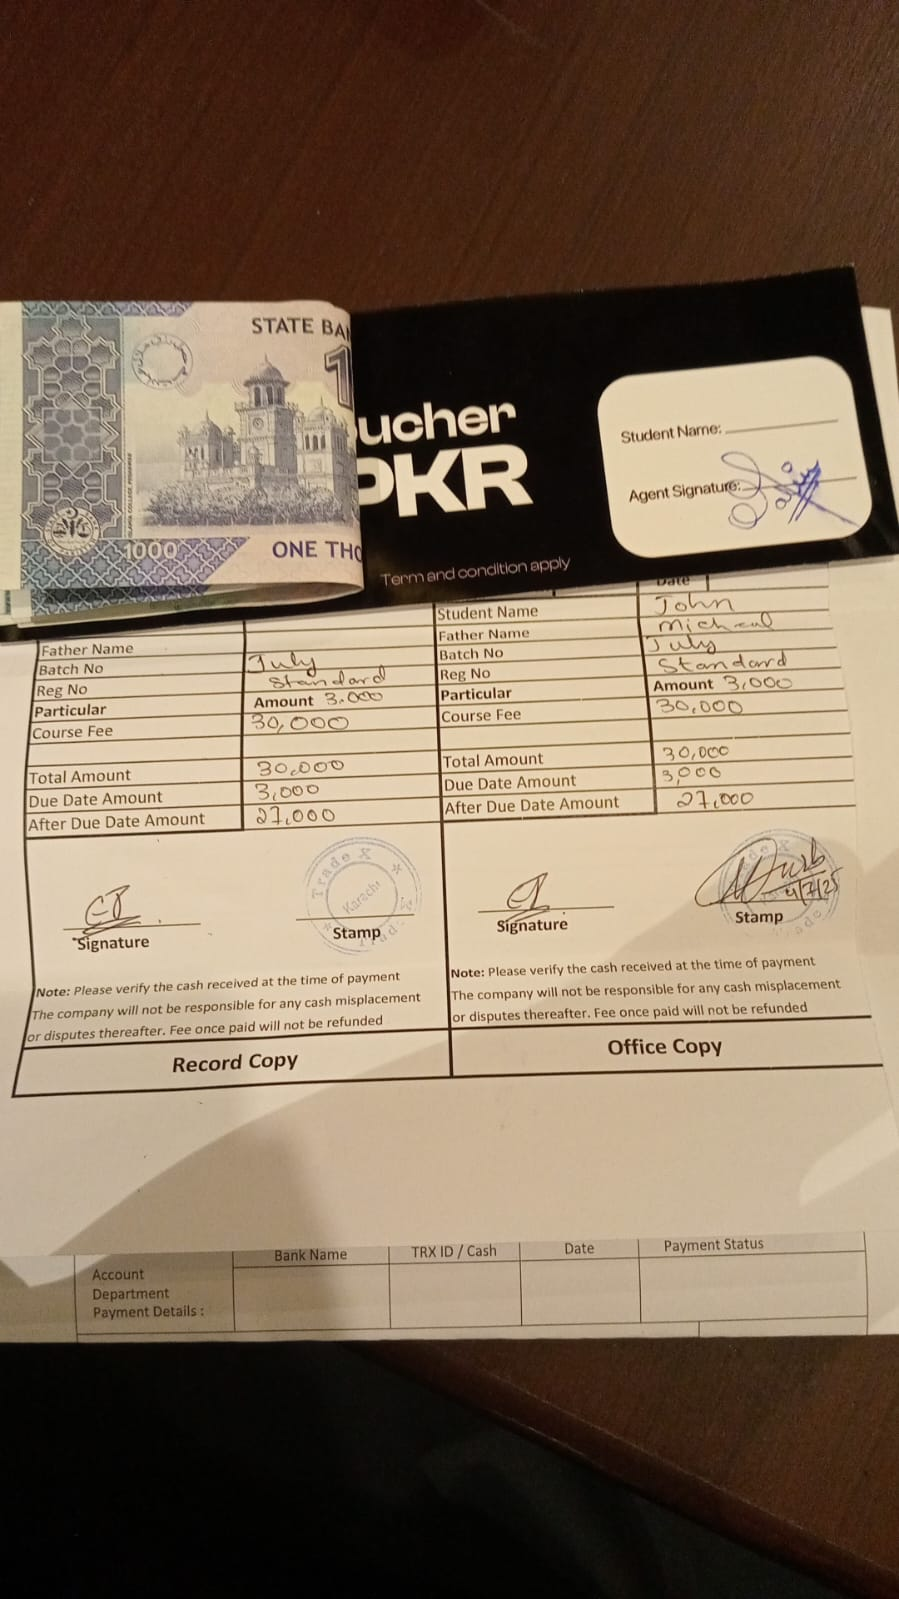 STATE BA
1
1000
ONE THO
ucher
PKR
Term and condition apply
Student Name:
Agent Signature:
Date
Father Name
Batch No July
Reg No Standard
Particular Amount 3.000
Course Fee 30,000
Total Amount 30.000
Due Date Amount 3,000
After Due Date Amount 27,000
Signature
Trade X
Karachi
Stamp
Note: Please verify the cash received at the time of payment
The company will not be responsible for any cash misplacement
or disputes thereafter. Fee once paid will not be refunded
Record Copy
Student Name John
Father Name micheal
Batch No July
Reg No Standard
Particular Amount 3,000
Course Fee 30,000
Total Amount 30,000
Due Date Amount 3,000
After Due Date Amount 27,000
Signature
4/7/25
Stamp
Note: Please verify the cash received at the time of payment
The company will not be responsible for any cash misplacement
or disputes thereafter. Fee once paid will not be refunded
Office Copy
Bank Name TRX ID / Cash Date Payment Status
Account
Department
Payment Details :